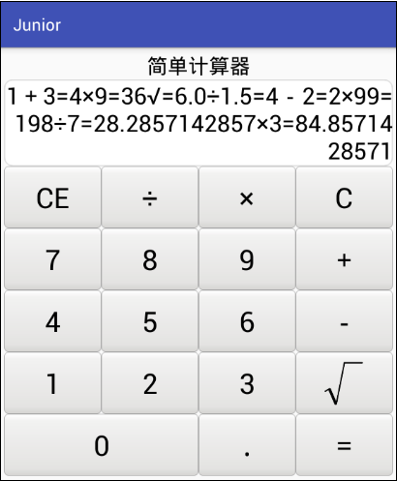 Junior
简单计算器
1 + 3=4×9=36√=6.0÷1.5=4 - 2=2×99=
198÷7=28.2857142857×3=84.85714
28571
CE ÷ × C
7 8 9 +
4 5 6 -
1 2 3 √
0 . =